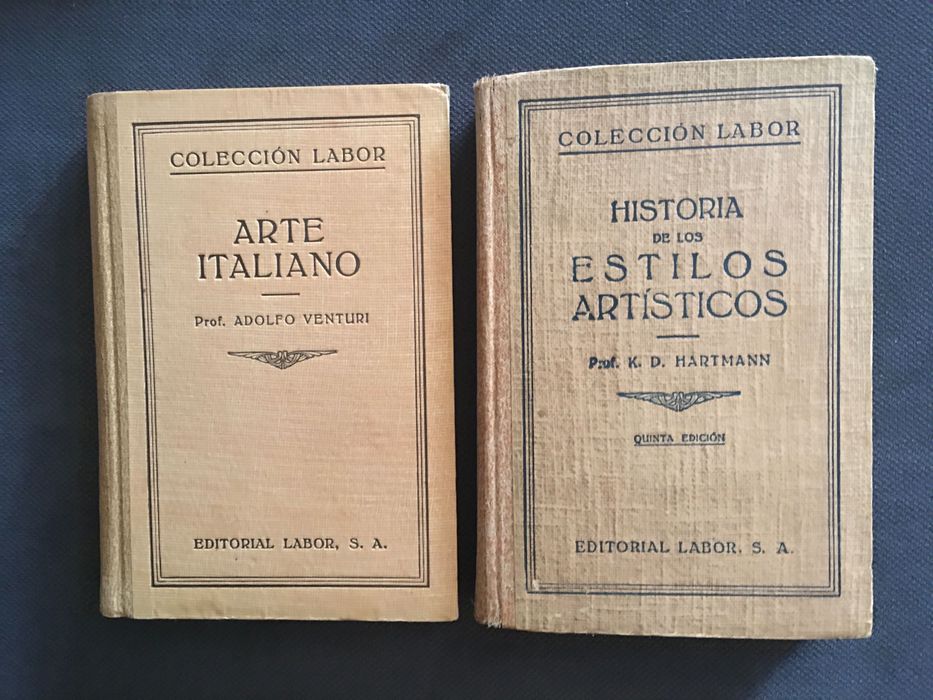 COLECCIÓN LABOR
ARTE
ITALIANO
Prof. ADOLFO VENTURI
EDITORIAL LABOR, S. A.
COLECCIÓN LABOR
HISTORIA
DE LOS
ESTILOS
ARTÍSTICOS
Prof. K. D. HARTMANN
QUINTA EDICIÓN
EDITORIAL LABOR, S. A.